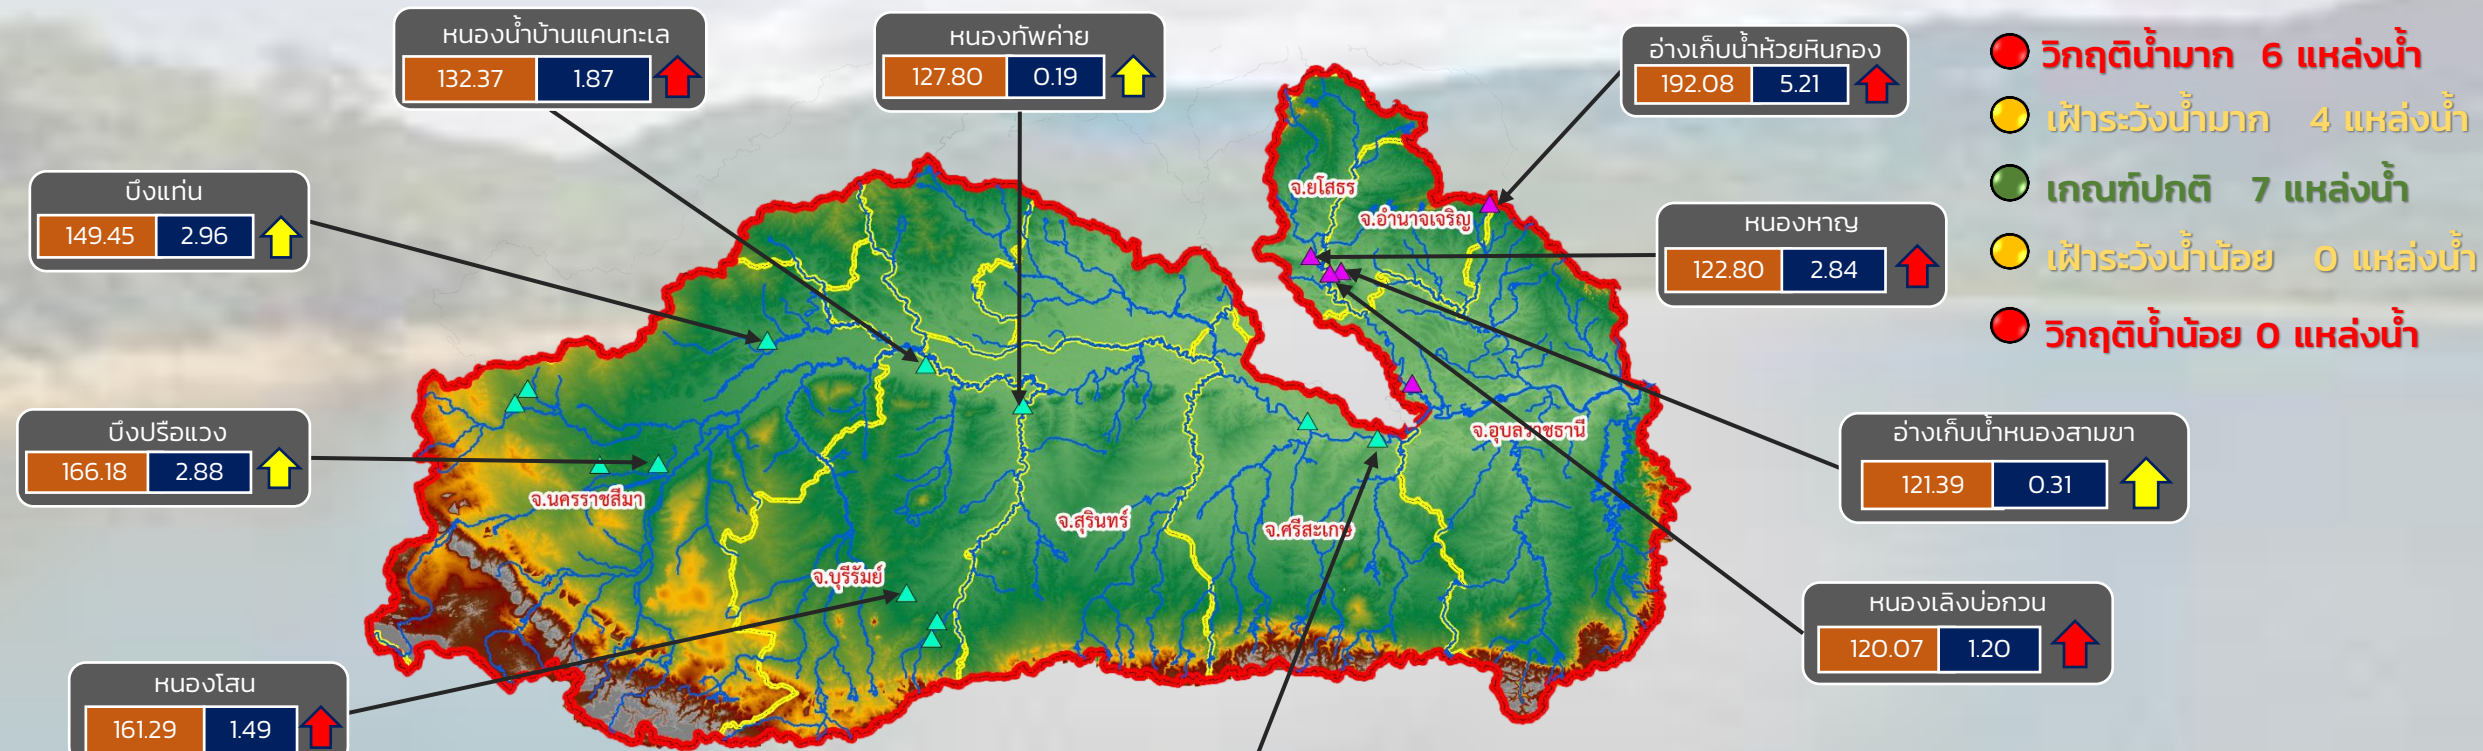 หนองน้ำบ้านแคนทะเล
132.37 1.87
หนองทัพค่าย
127.80 0.19
อ่างเก็บน้ำห้วยหินกอง
192.08 5.21
วิกฤติน้ำมาก 6 แหล่งน้ำ
เฝ้าระวังน้ำมาก 4 แหล่งน้ำ
เกณฑ์ปกติ 7 แหล่งน้ำ
เฝ้าระวังน้ำน้อย 0 แหล่งน้ำ
วิกฤติน้ำน้อย 0 แหล่งน้ำ
บึงแท่น
149.45 2.96
จ.ยโสธร
จ.อำนาจเจริญ
หนองหาญ
122.80 2.84
บึงปรือแวง
166.18 2.88
จ.นครราชสีมา
จ.สุรินทร์
จ.ศรีสะเกษ
จ.อุบลราชธานี
จ.บุรีรัมย์
อ่างเก็บน้ำหนองสามขา
121.39 0.31
หนองเลิงบ่อกวน
120.07 1.20
หนองโสน
161.29 1.49